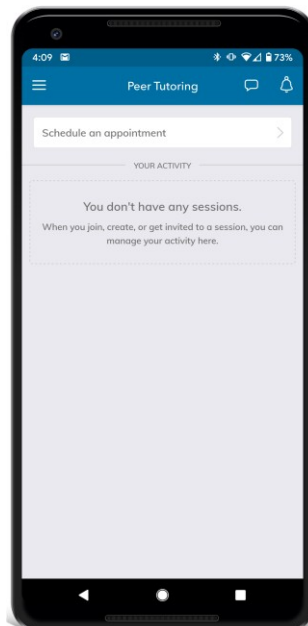 4:09 73%
Peer Tutoring
Schedule an appointment
YOUR ACTIVITY
You don't have any sessions.
When you join, create, or get invited to a session, you can
manage your activity here.